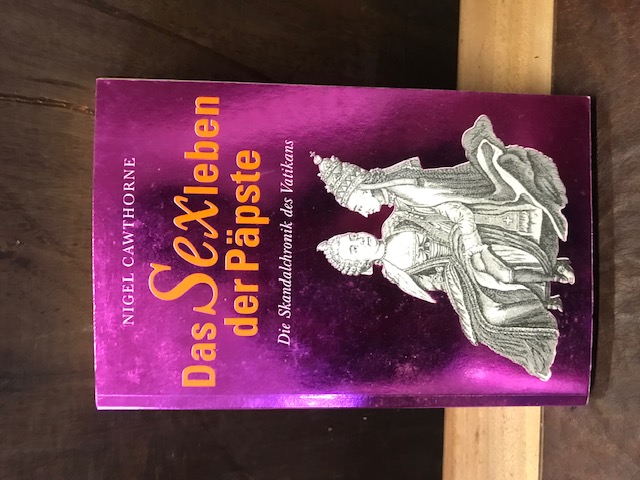 NIGEL CAWTHORNE
Das Sexleben
der Päpste
Die Skandalchronik des Vatikans